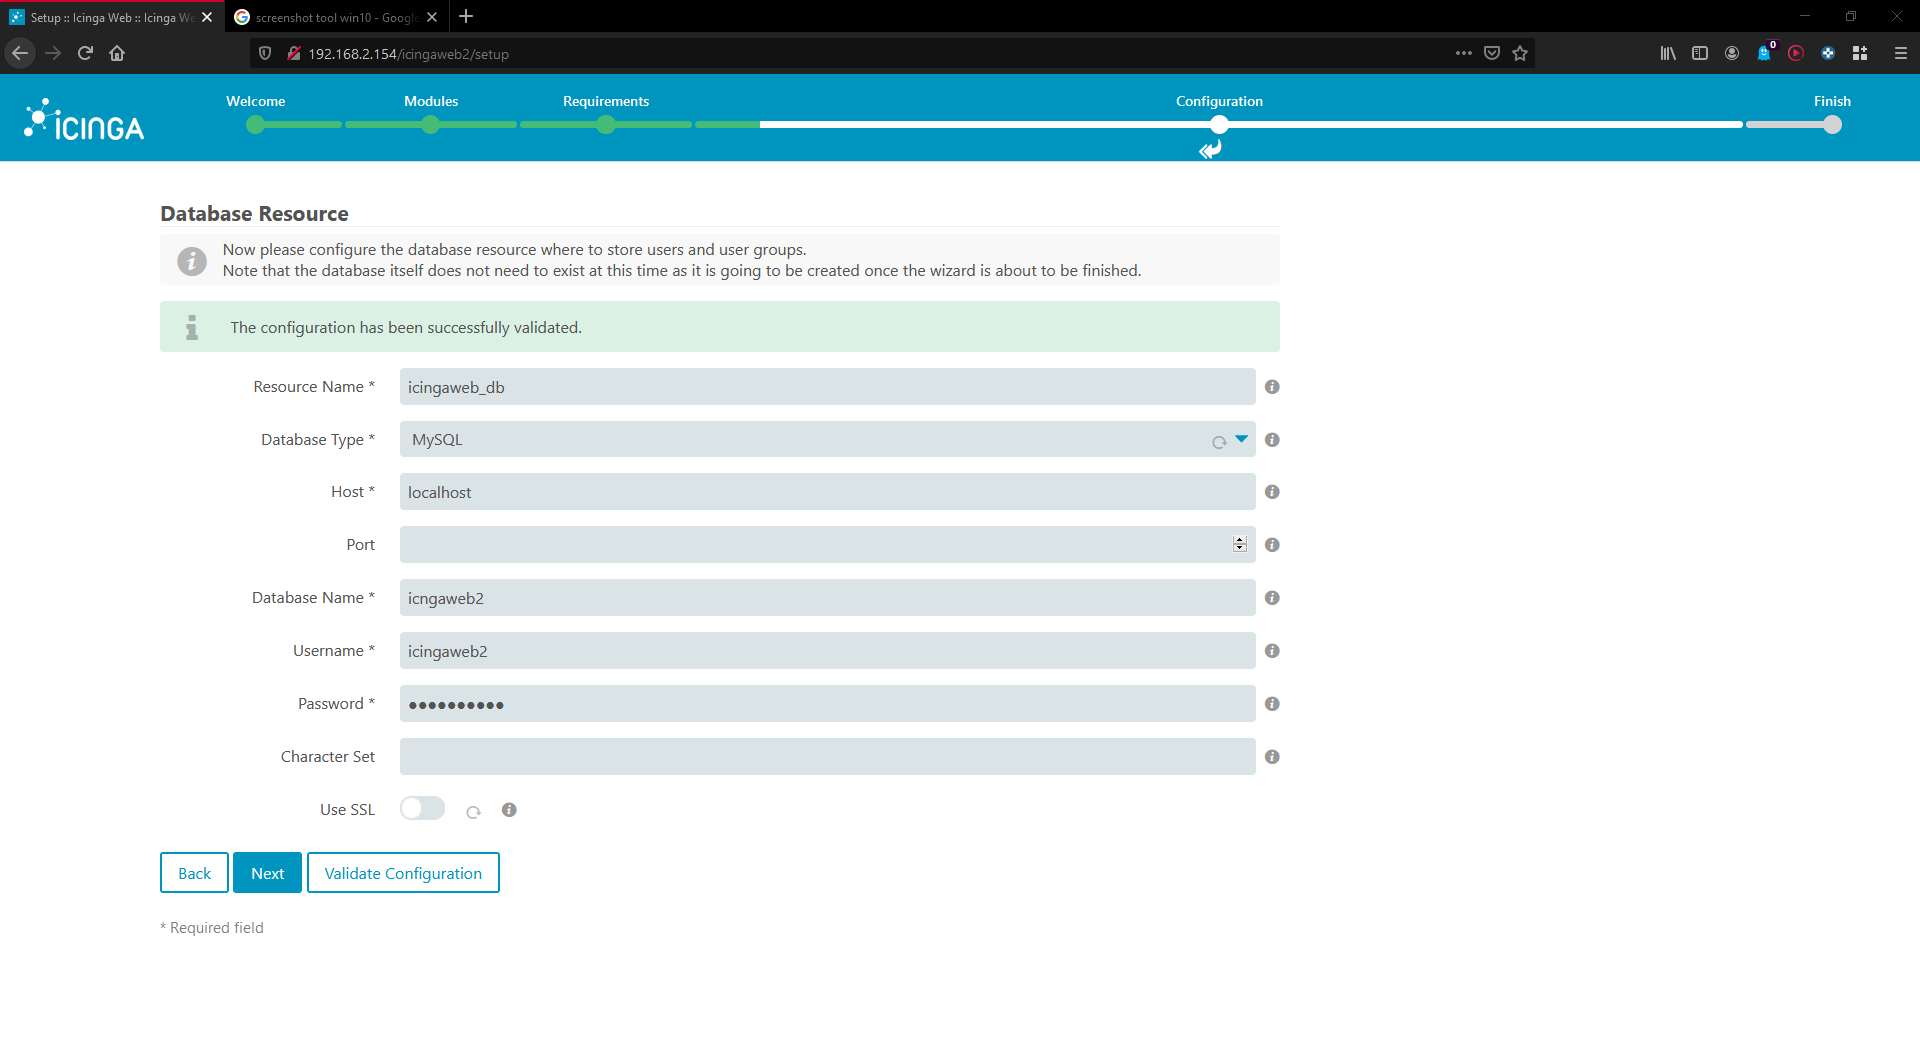 Setup :: Icinga Web :: Icinga We
screenshot tool win10 - Google
192.168.2.154/icingaweb2/setup
0
ICINGA
Welcome
Modules
Requirements
Configuration
Finish
Database Resource
Now please configure the database resource where to store users and user groups.
Note that the database itself does not need to exist at this time as it is going to be created once the wizard is about to be finished.
The configuration has been successfully validated.
Resource Name * icingaweb_db
Database Type * MySQL
Host * localhost
Port
Database Name * icngaweb2
Username * icingaweb2
Password * ●●●●●●●●●●
Character Set
Use SSL
Back Next Validate Configuration
* Required field